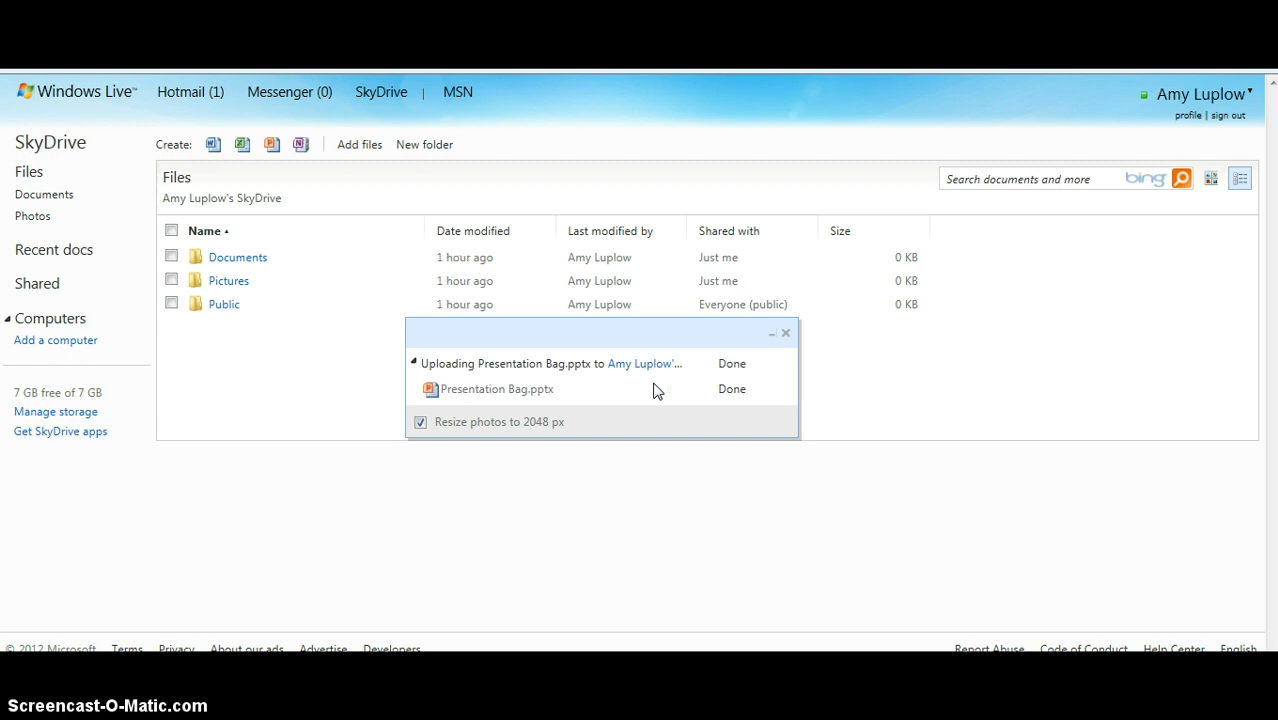 Windows Live™ Hotmail (1) Messenger (0) SkyDrive | MSN Amy Luplow
profile | sign out
SkyDrive
Files
Documents
Photos
Recent docs
Shared
Computers
Add a computer
7 GB free of 7 GB
Manage storage
Get SkyDrive apps
Create: Add files New folder
Files
Amy Luplow's SkyDrive
Search documents and more bing
Name Date modified Last modified by Shared with Size
Documents 1 hour ago Amy Luplow Just me 0 KB
Pictures 1 hour ago Amy Luplow Just me 0 KB
Public 1 hour ago Amy Luplow Everyone (public) 0 KB
Uploading Presentation Bag.pptx to Amy Luplow'... Done
Presentation Bag.pptx Done
Resize photos to 2048 px
© 2012 Microsoft Terms Privacy About our ads Advertise Developers Report Abuse Code of Conduct Help Center English
Screencast-O-Matic.com